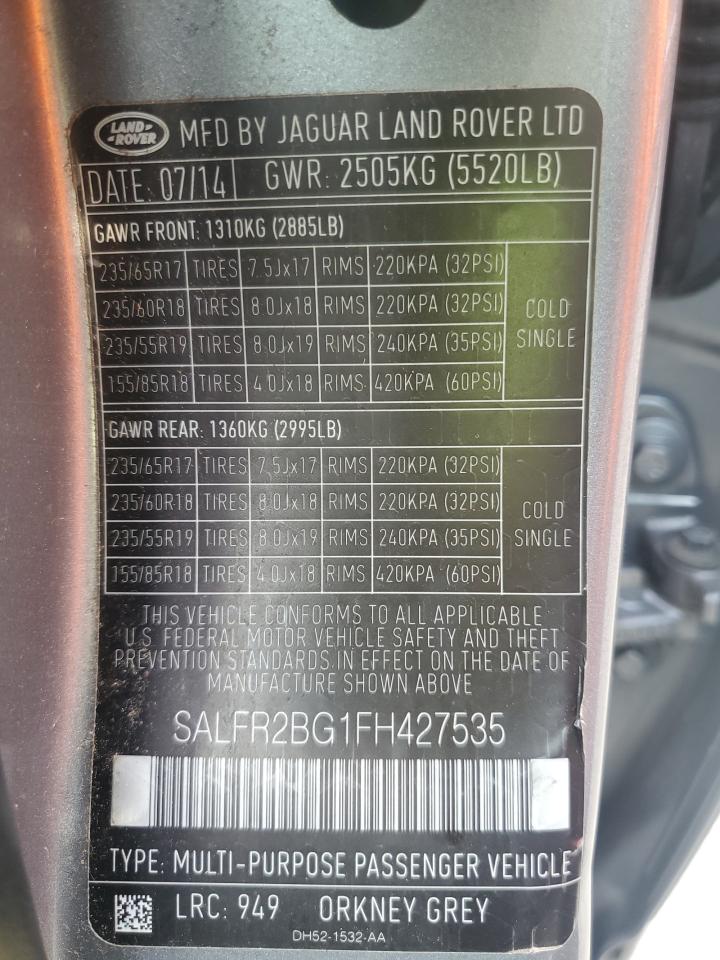 LAND ROVER MFD BY JAGUAR LAND ROVER LTD
DATE: 07/14 GWR: 2505KG (5520LB)
GAWR FRONT: 1310KG (2885LB)
235/65R17 TIRES 7.5Jx17 RIMS 220KPA (32PSI)
235/60R18 TIRES 8.0Jx18 RIMS 220KPA (32PSI)
235/55R19 TIRES 8.0Jx19 RIMS 240KPA (35PSI)
155/85R18 TIRES 4.0Jx18 RIMS 420KPA (60PSI)
COLD
SINGLE
GAWR REAR: 1360KG (2995LB)
235/65R17 TIRES 7.5Jx17 RIMS 220KPA (32PSI)
235/60R18 TIRES 8.0Jx18 RIMS 220KPA (32PSI)
235/55R19 TIRES 8.0Jx19 RIMS 240KPA (35PSI)
155/85R18 TIRES 4.0Jx18 RIMS 420KPA (60PSI)
COLD
SINGLE
THIS VEHICLE CONFORMS TO ALL APPLICABLE
U.S. FEDERAL MOTOR VEHICLE SAFETY AND THEFT
PREVENTION STANDARDS IN EFFECT ON THE DATE OF
MANUFACTURE SHOWN ABOVE
SALFR2BG1FH427535
TYPE: MULTI-PURPOSE PASSENGER VEHICLE
LRC: 949 ORKNEY GREY
DH52-1532-AA